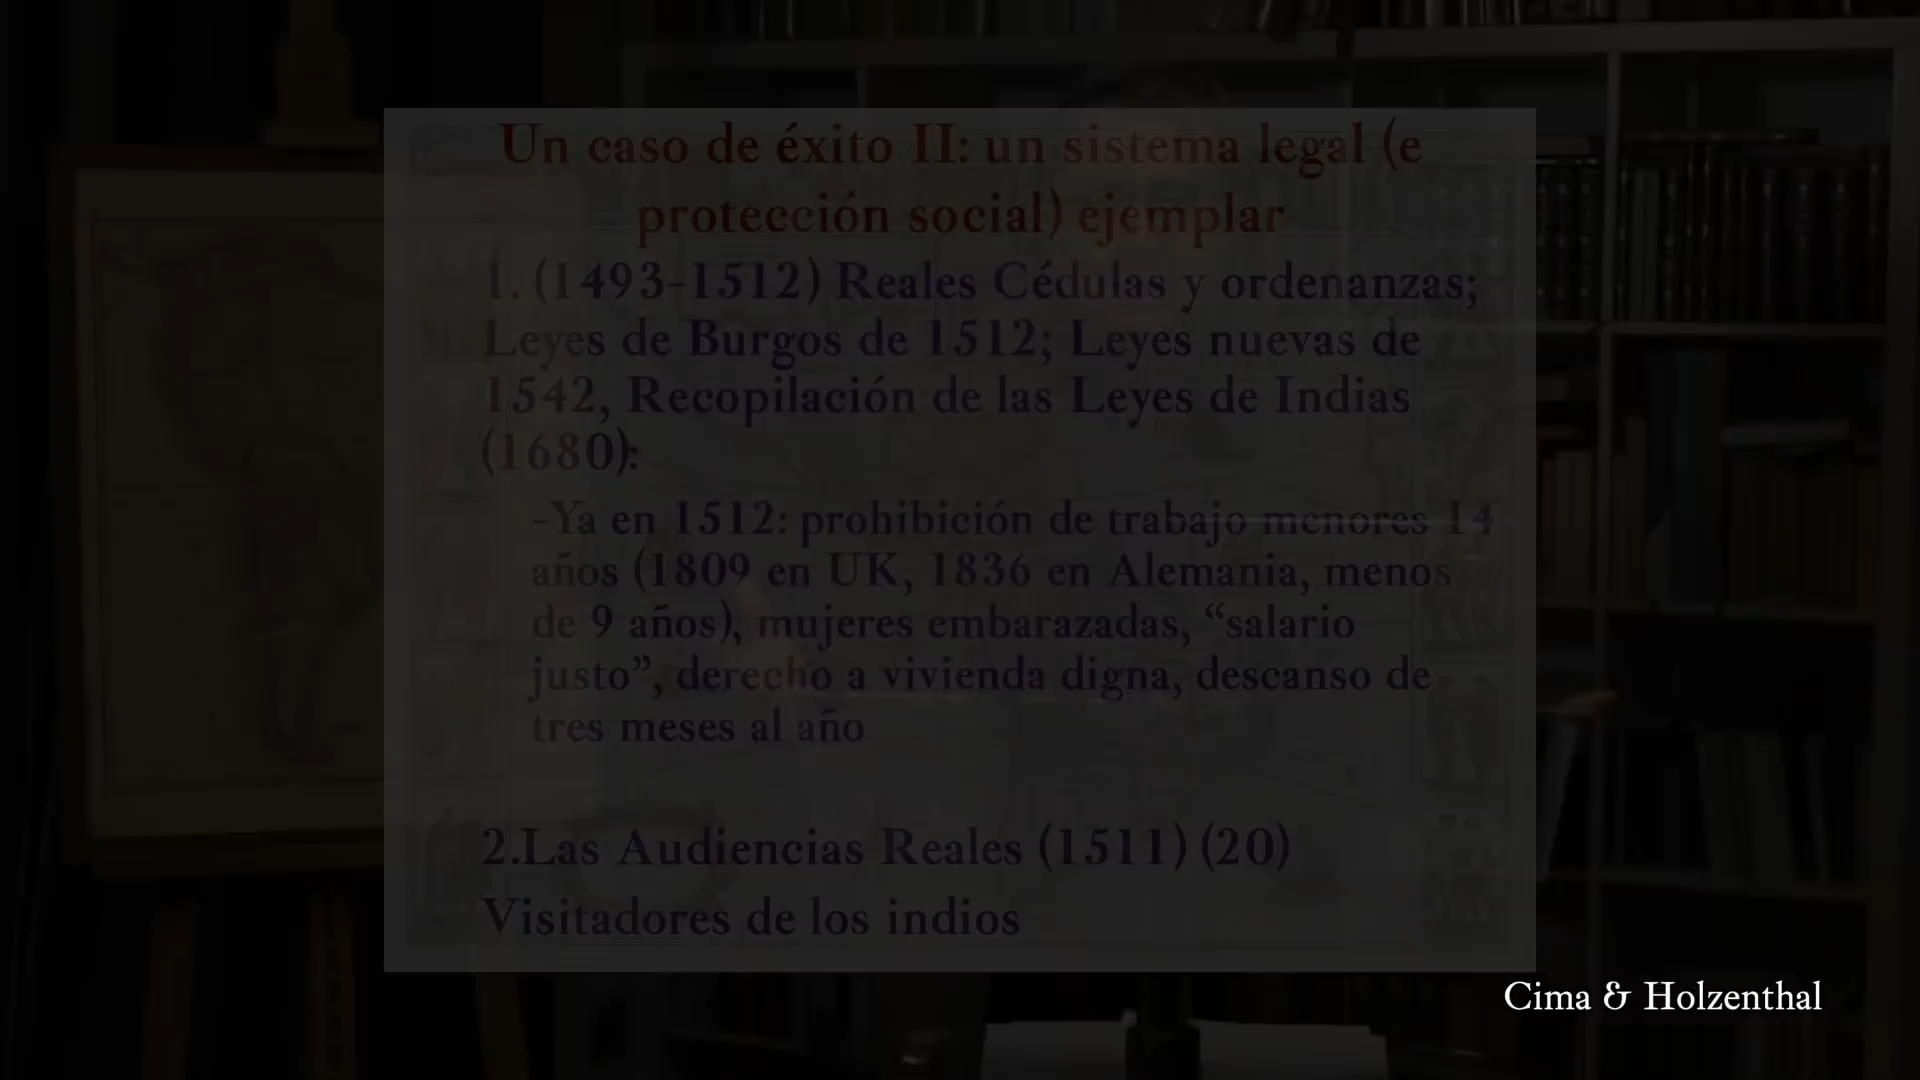 Un caso de éxito II: un sistema legal (e
protección social) ejemplar
1. (1493-1512) Reales Cédulas y ordenanzas;
Leyes de Burgos de 1512; Leyes nuevas de
1542, Recopilación de las Leyes de Indias
(1680):
-Ya en 1512: prohibición de trabajo menores 14
años (1809 en UK, 1836 en Alemania, menos
de 9 años), mujeres embarazadas, “salario
justo”, derecho a vivienda digna, descanso de
tres meses al año
2.Las Audiencias Reales (1511) (20)
Visitadores de los indios
Cima & Holzenthal